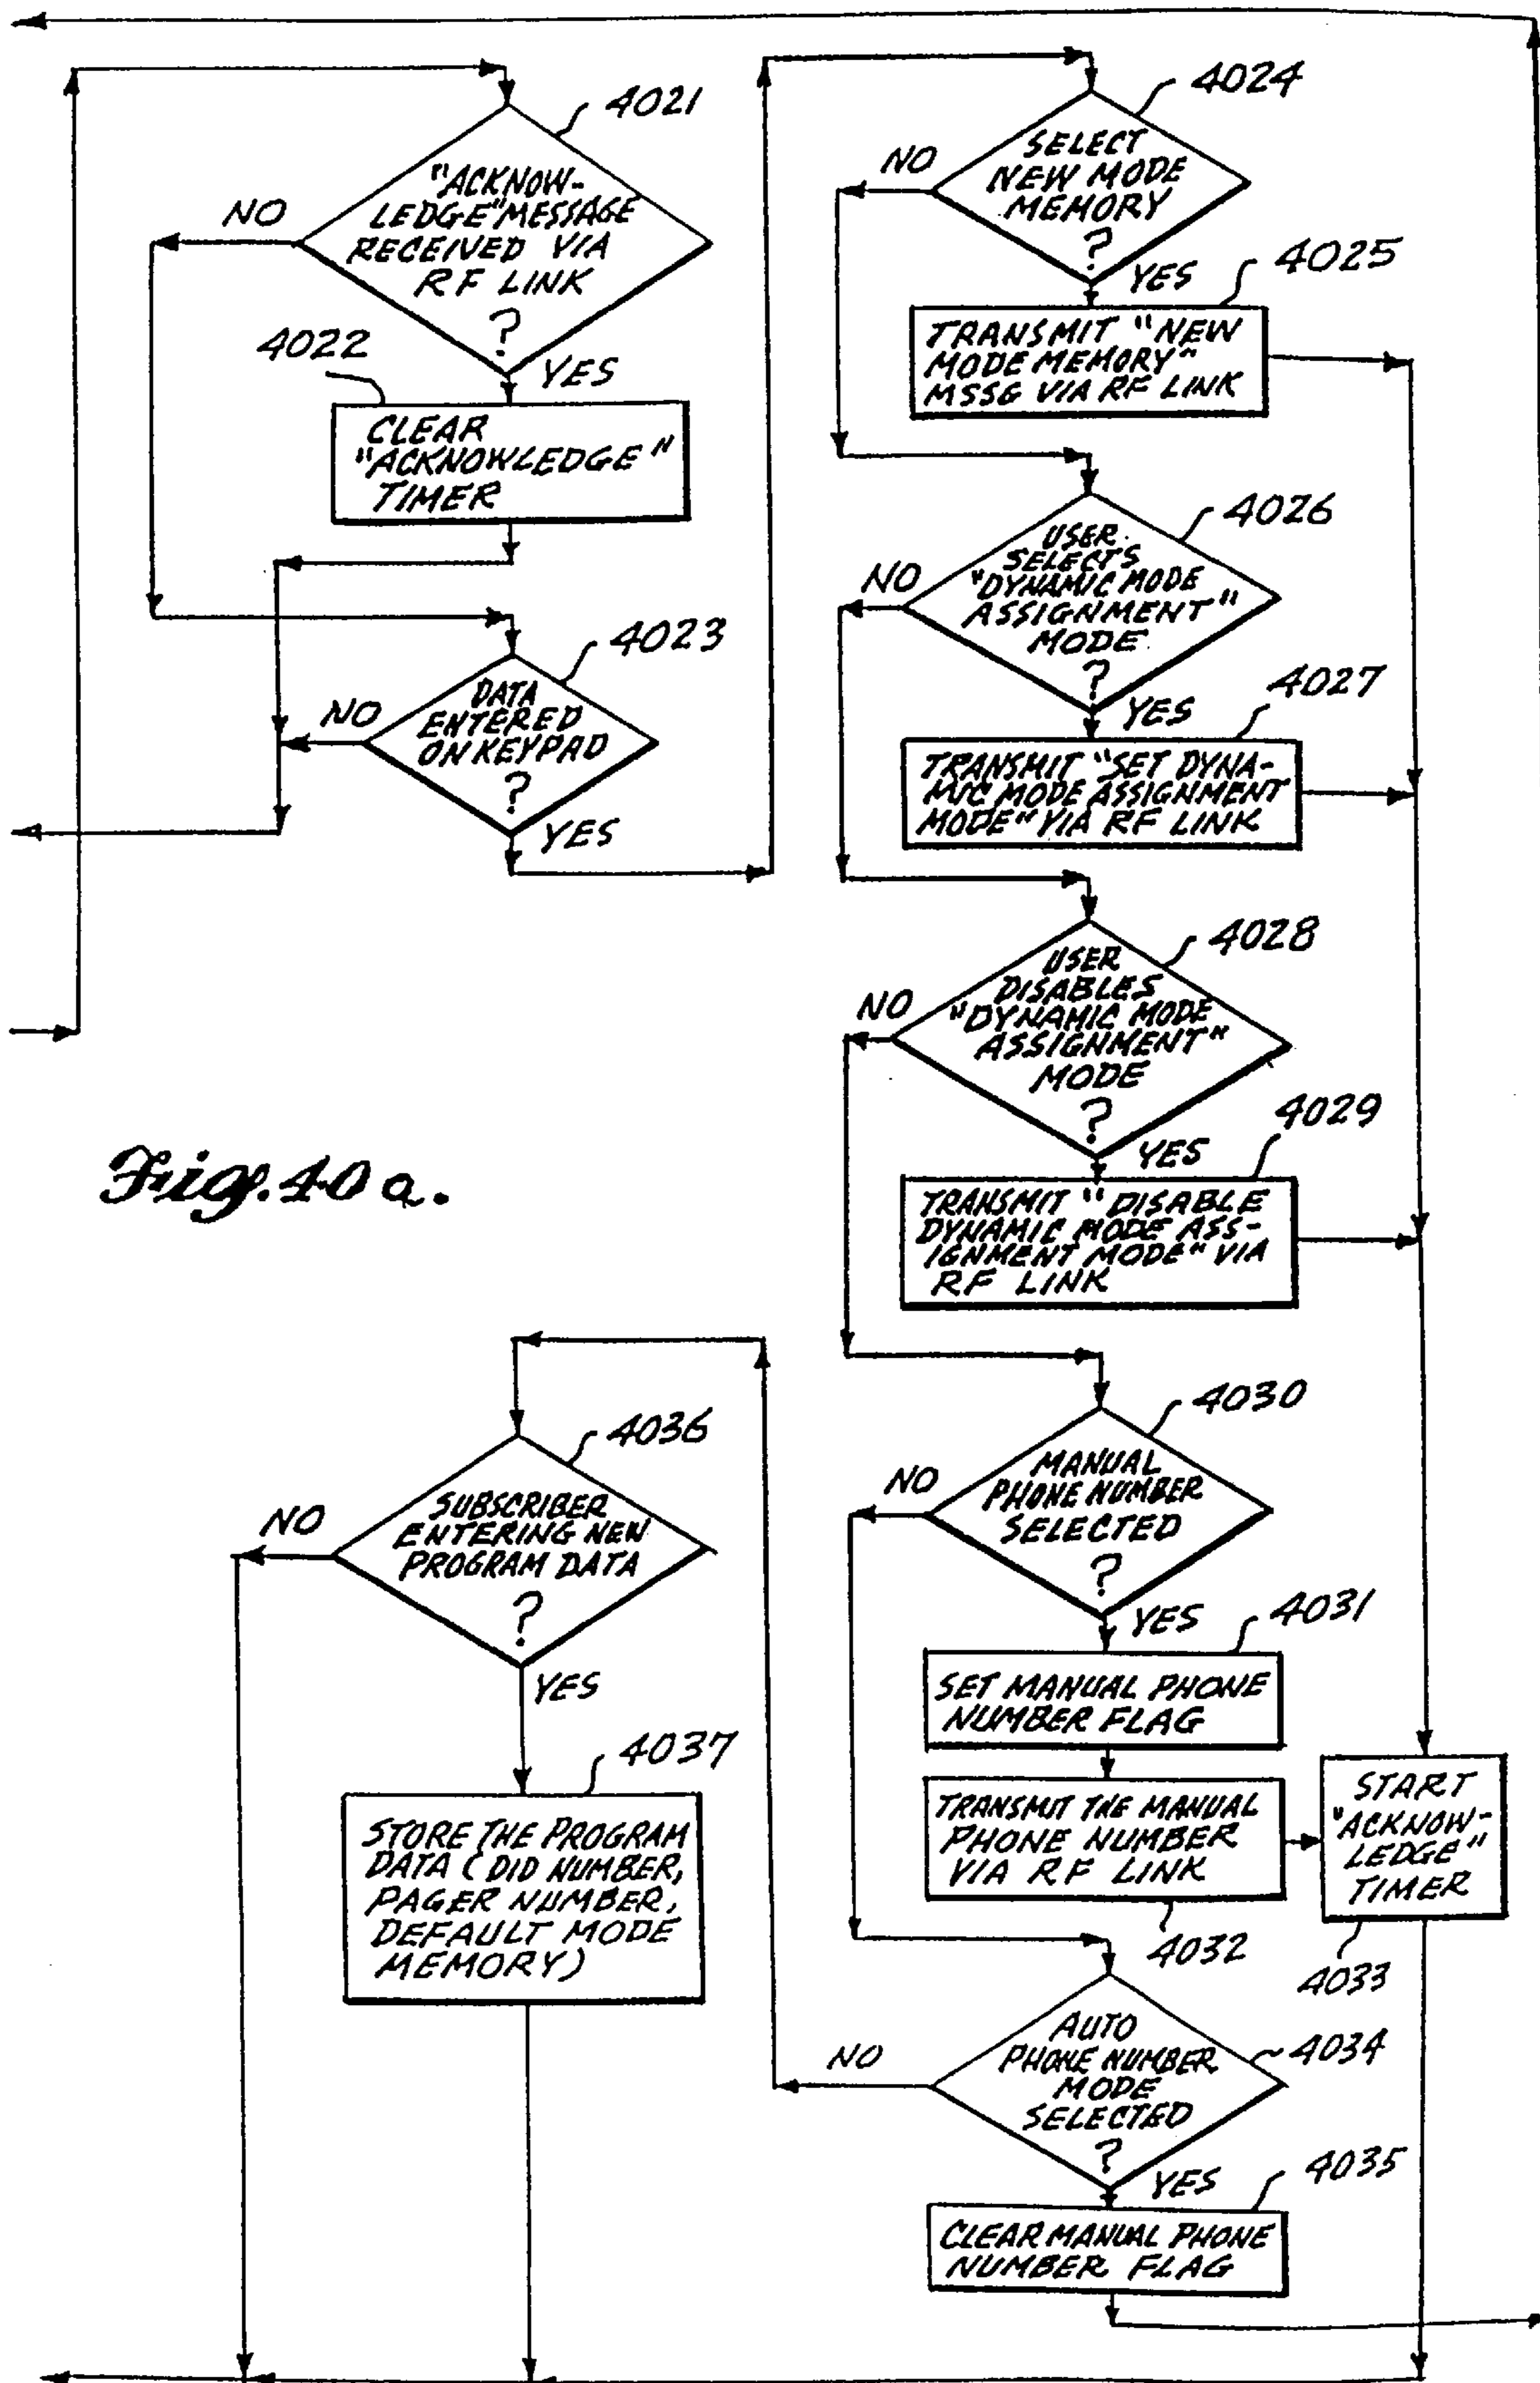 4021
"ACKNOW-
LEDGE" MESSAGE
RECEIVED VIA
RF LINK
?
NO
YES
4022
CLEAR
"ACKNOWLEDGE"
TIMER
4023
DATA
ENTERED
ON KEYPAD
?
NO
YES
4024
SELECT
NEW MODE
MEMORY
?
NO
YES
4025
TRANSMIT "NEW
MODE MEMORY"
MSSG VIA RF LINK
4026
USER
SELECTS
"DYNAMIC MODE
ASSIGNMENT"
MODE
?
NO
YES
4027
TRANSMIT "SET DYNA-
MIC MODE ASSIGNMENT
MODE" VIA RF LINK
4028
USER
DISABLES
"DYNAMIC MODE
ASSIGNMENT"
MODE
?
NO
YES
4029
TRANSMIT "DISABLE
DYNAMIC MODE ASS-
IGNMENT MODE" VIA
RF LINK
Fig. 40a.
4030
MANUAL
PHONE NUMBER
SELECTED
?
NO
YES
4031
SET MANUAL PHONE
NUMBER FLAG
TRANSMIT THE MANUAL
PHONE NUMBER
VIA RF LINK
4032
START
"ACKNOW-
LEDGE"
TIMER
4033
AUTO
PHONE NUMBER
MODE
SELECTED
?
4034
NO
YES
4035
CLEAR MANUAL PHONE
NUMBER FLAG
4036
SUBSCRIBER
ENTERING NEW
PROGRAM DATA
?
NO
YES
4037
STORE THE PROGRAM
DATA (DID NUMBER,
PAGER NUMBER,
DEFAULT MODE
MEMORY)